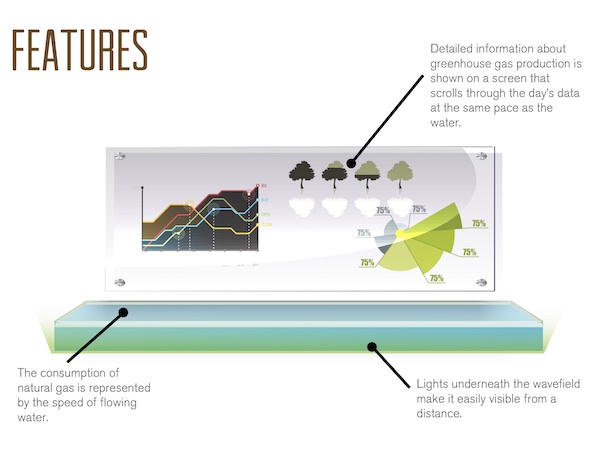 FEATURES
Detailed information about
greenhouse gas production is
shown on a screen that
scrolls through the day's data
at the same pace as the
water.
75%
75%
75%
75%
75%
75%
75%
The consumption of
natural gas is represented
by the speed of flowing
water.
Lights underneath the wavefield
make it easily visible from a
distance.